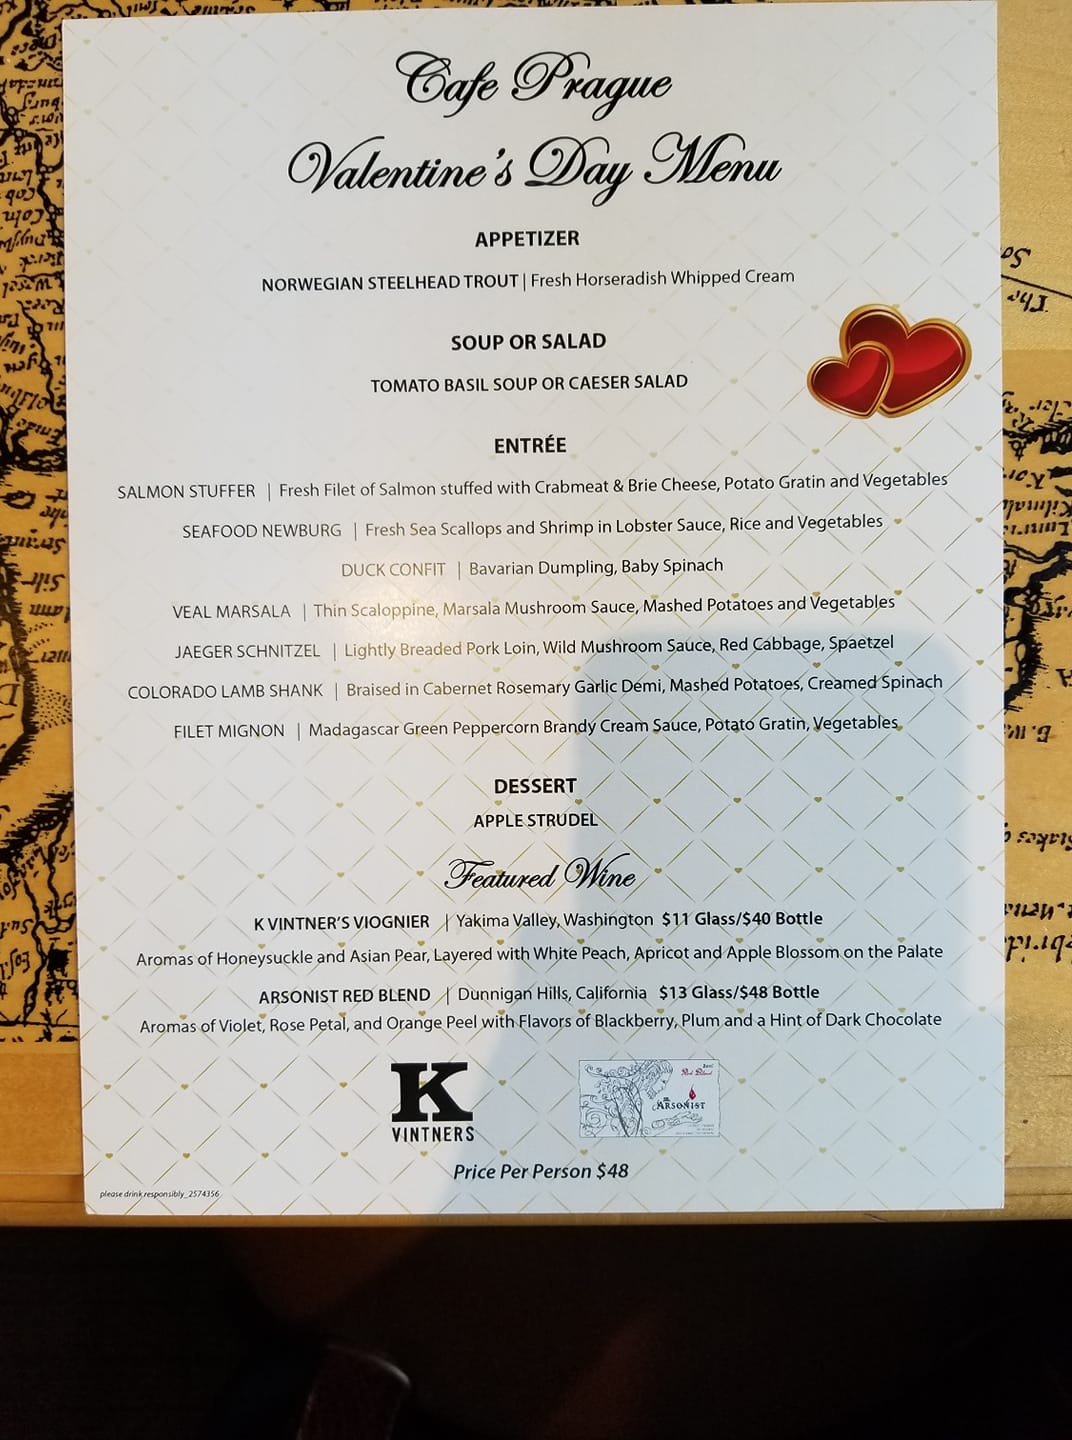 Cafe Prague
Valentine's Day Menu
APPETIZER
NORWEGIAN STEELHEAD TROUT | Fresh Horseradish Whipped Cream
SOUP OR SALAD
TOMATO BASIL SOUP OR CAESER SALAD
ENTRÉE
SALMON STUFFER | Fresh Filet of Salmon stuffed with Crabmeat & Brie Cheese, Potato Gratin and Vegetables
SEAFOOD NEWBURG | Fresh Sea Scallops and Shrimp in Lobster Sauce, Rice and Vegetables
DUCK CONFIT | Bavarian Dumpling, Baby Spinach
VEAL MARSALA | Thin Scaloppine, Marsala Mushroom Sauce, Mashed Potatoes and Vegetables
JAEGER SCHNITZEL | Lightly Breaded Pork Loin, Wild Mushroom Sauce, Red Cabbage, Spaetzel
COLORADO LAMB SHANK | Braised in Cabernet Rosemary Garlic Demi, Mashed Potatoes, Creamed Spinach
FILET MIGNON | Madagascar Green Peppercorn Brandy Cream Sauce, Potato Gratin, Vegetables
DESSERT
APPLE STRUDEL
Featured Wine
K VINTNER'S VIOGNIER | Yakima Valley, Washington $11 Glass/$40 Bottle
Aromas of Honeysuckle and Asian Pear, Layered with White Peach, Apricot and Apple Blossom on the Palate
ARSONIST RED BLEND | Dunnigan Hills, California $13 Glass/$48 Bottle
Aromas of Violet, Rose Petal, and Orange Peel with Flavors of Blackberry, Plum and a Hint of Dark Chocolate
K
VINTNERS
Red Blend
ARSONIST
Price Per Person $48
please drink responsibly_2574356